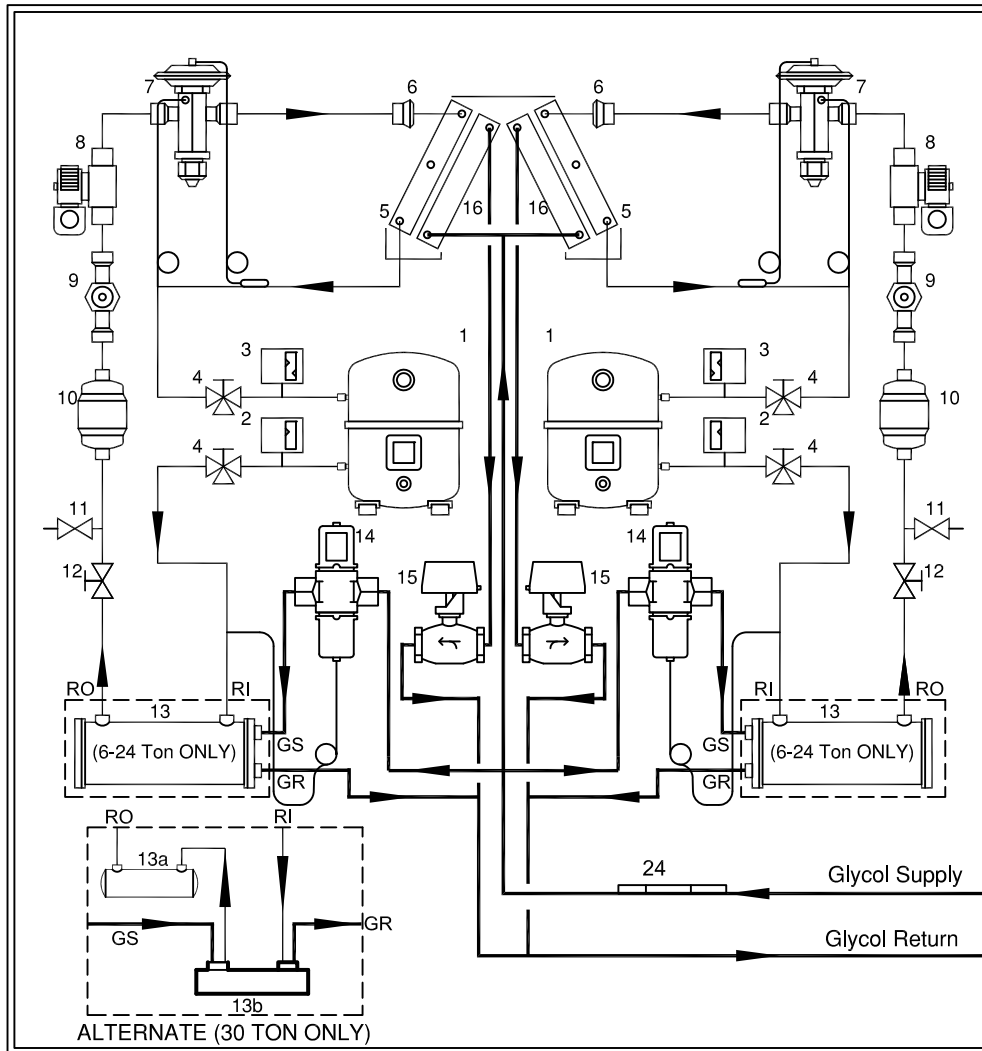 7 6 6 7
8 8
5 16 16 5
9 9
3 1 1 3
10 4 4 10
2 2
4 4
11 14 14 11
12 15 15 12
RO RI RI RO
13 13
(6-24 Ton ONLY) GS GS (6-24 Ton ONLY)
GR GR
RO RI
13a
24 Glycol Supply
GS GR
Glycol Return
13b
ALTERNATE (30 TON ONLY)